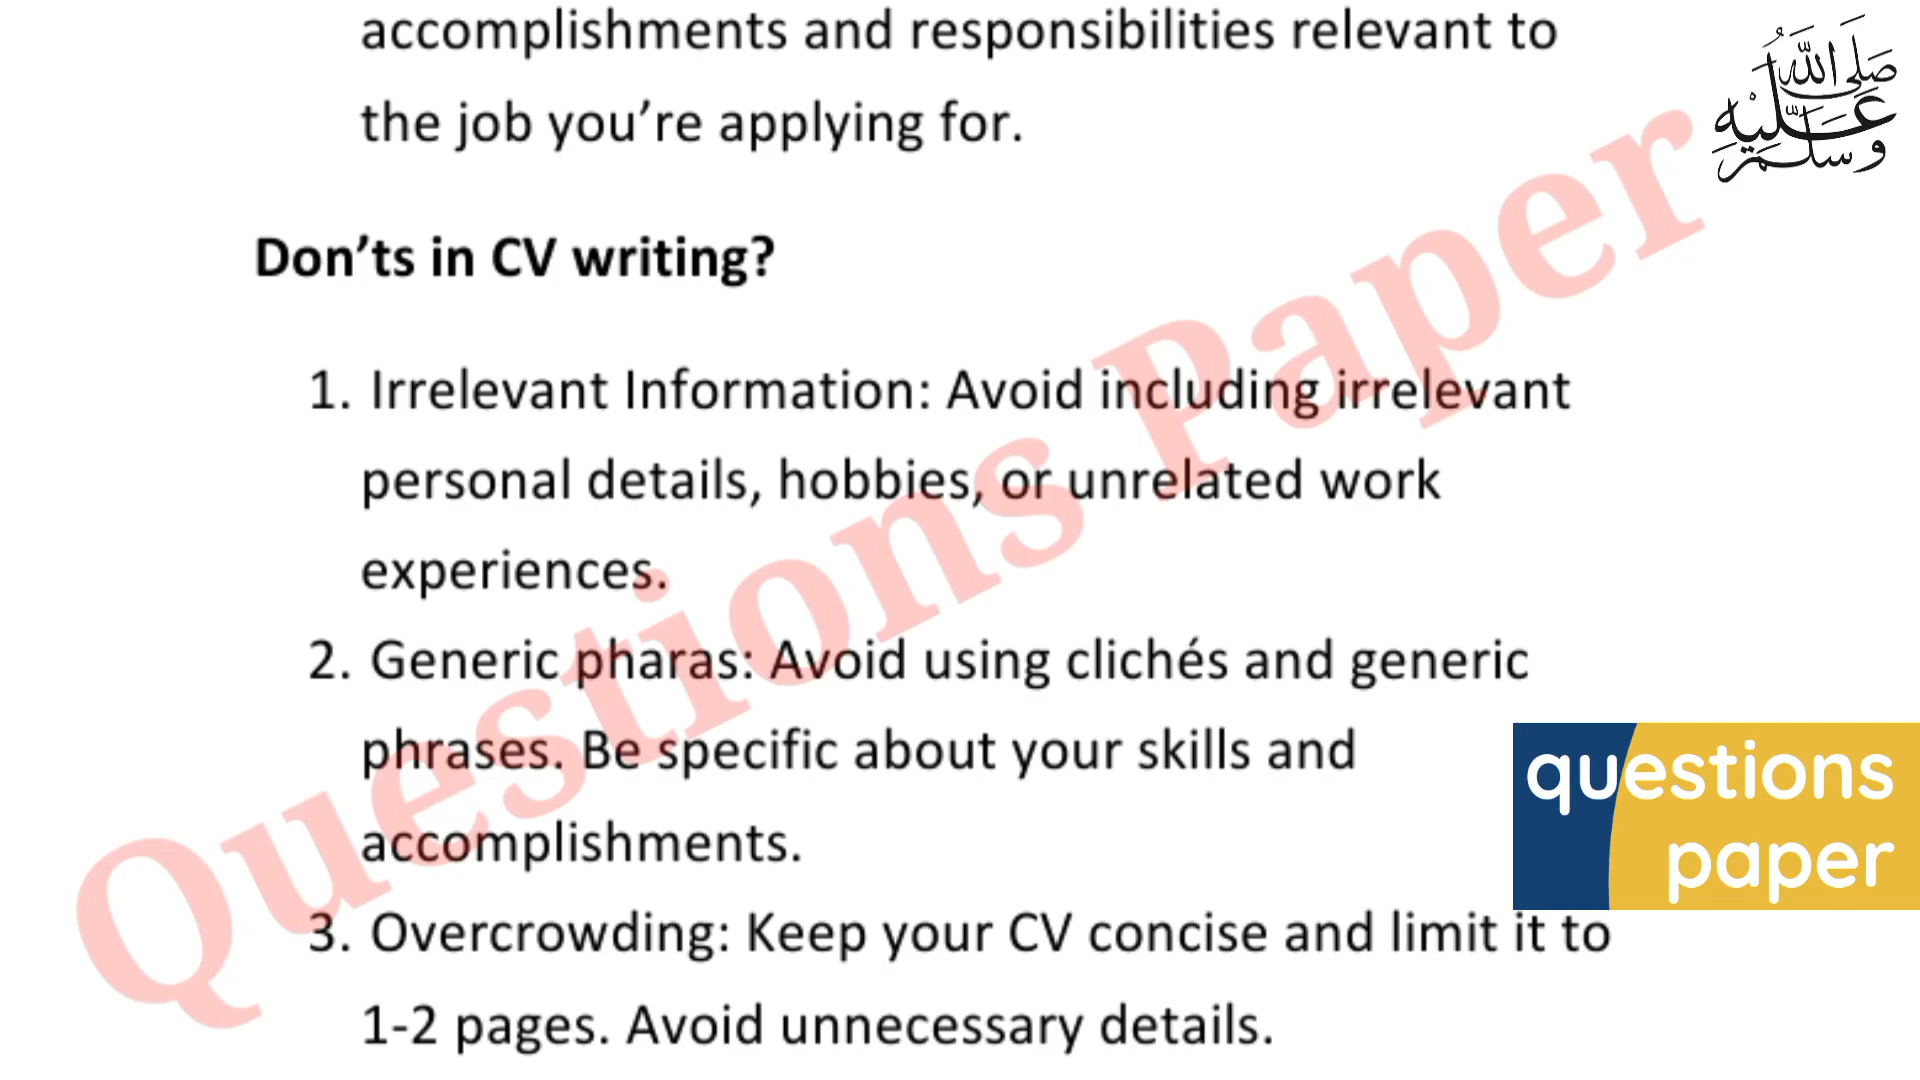 accomplishments and responsibilities relevant to
the job you’re applying for.
صلى الله
عليه
وسلم
Don’ts in CV writing?
1. Irrelevant Information: Avoid including irrelevant
personal details, hobbies, or unrelated work
experiences.
2. Generic pharas: Avoid using clichés and generic
phrases. Be specific about your skills and
accomplishments.
3. Overcrowding: Keep your CV concise and limit it to
1-2 pages. Avoid unnecessary details.
Questions Paper
questions
paper